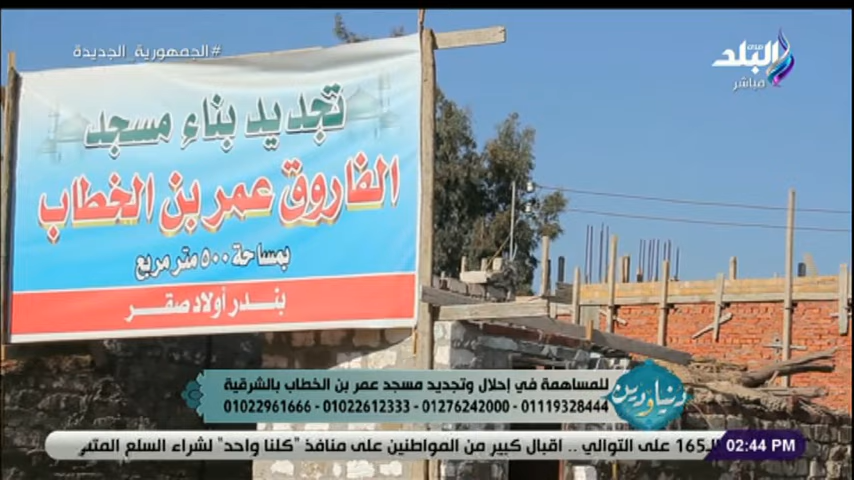 #الجمهورية_الجديدة
صدى
البلد
مباشر
تجديد بناء مسجد
الفاروق عمر بن الخطاب
بمساحة ٥٠٠ متر مربع
بندر أولاد صقر
للمساهمة في إحلال وتجديد مسجد عمر بن الخطاب بالشرقية
01022961666 - 01022612333 - 01276242000 - 01119328444
دنيا ودين
الـ165 على التوالي .. اقبال كبير من المواطنين على منافذ "كلنا واحد" لشراء السلع
02:44 PM